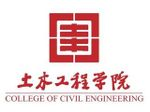 土木工程学院
COLLEGE OF CIVIL ENGINEERING